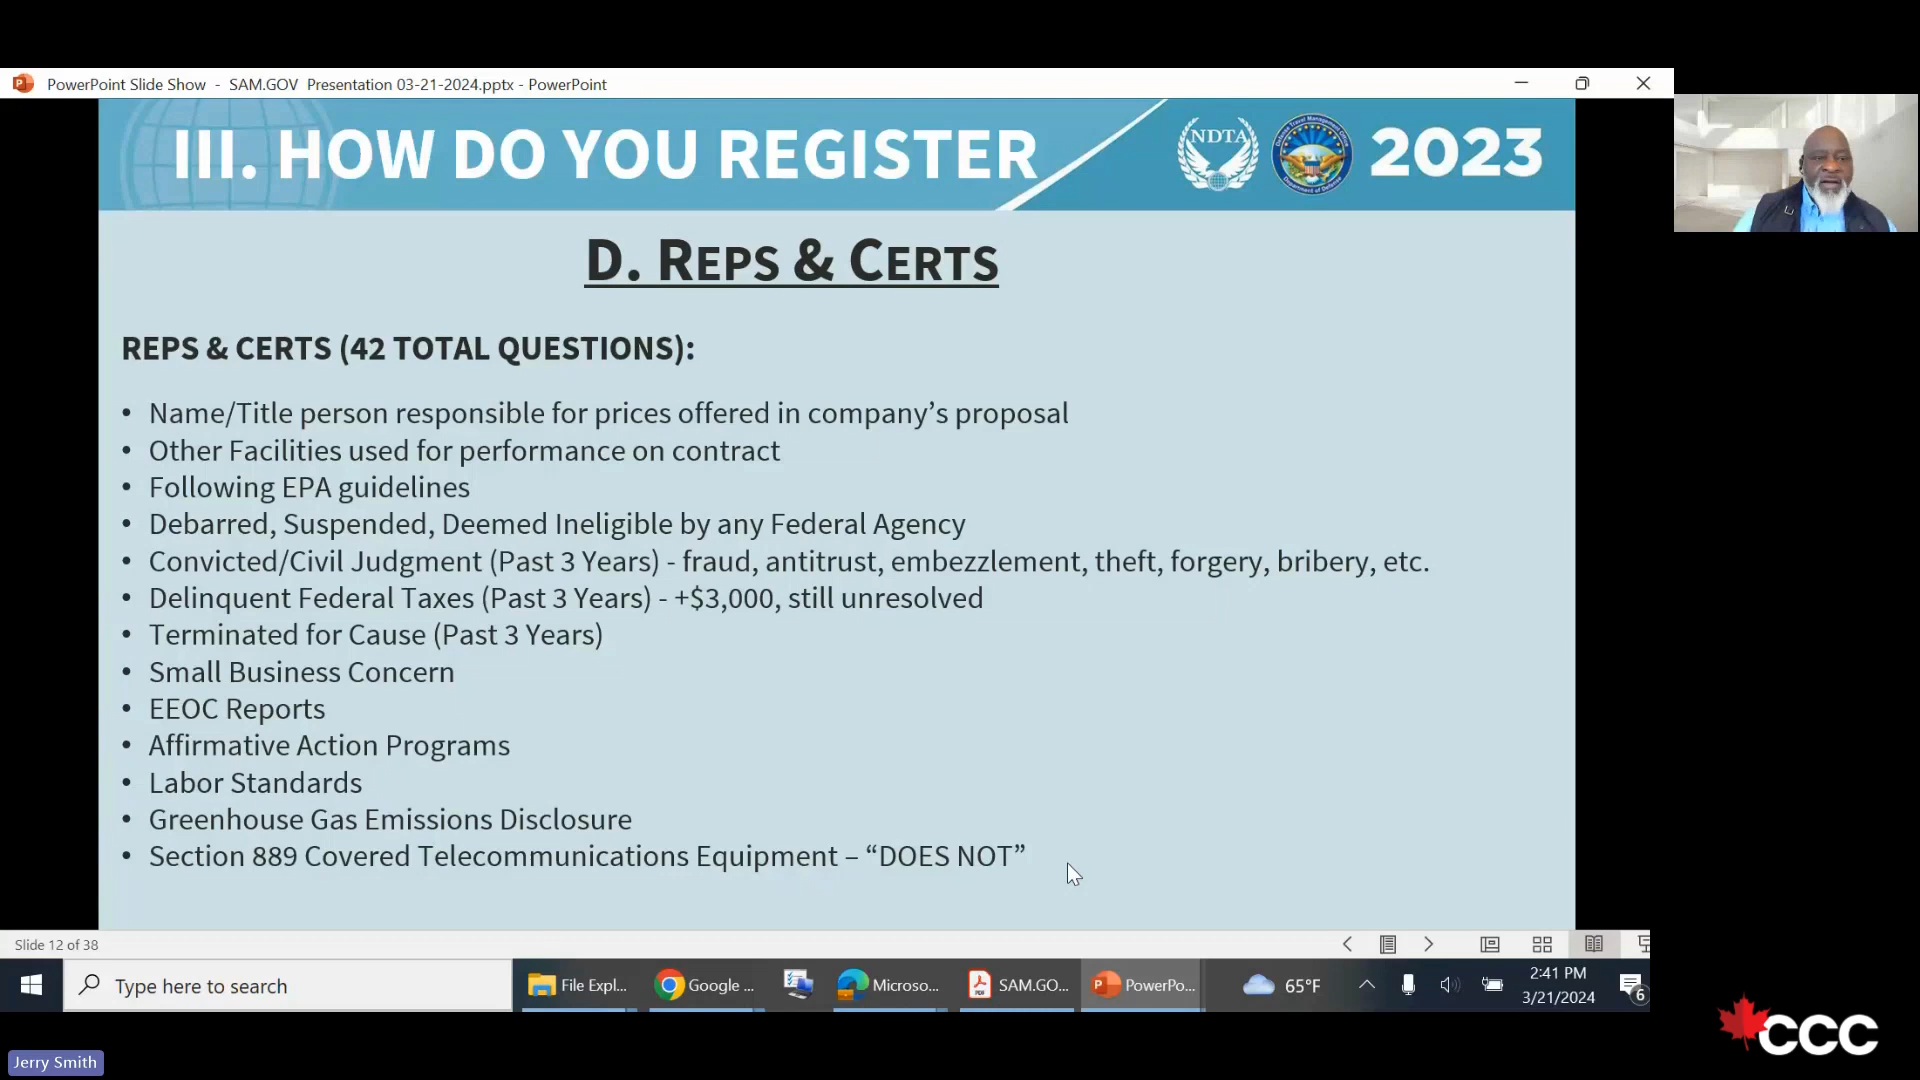 PowerPoint Slide Show - SAM.GOV Presentation 03-21-2024.pptx - PowerPoint
III. HOW DO YOU REGISTER
NDTA
2023
D. REPS & CERTS
REPS & CERTS (42 TOTAL QUESTIONS):
• Name/Title person responsible for prices offered in company’s proposal
• Other Facilities used for performance on contract
• Following EPA guidelines
• Debarred, Suspended, Deemed Ineligible by any Federal Agency
• Convicted/Civil Judgment (Past 3 Years) - fraud, antitrust, embezzlement, theft, forgery, bribery, etc.
• Delinquent Federal Taxes (Past 3 Years) - +$3,000, still unresolved
• Terminated for Cause (Past 3 Years)
• Small Business Concern
• EEOC Reports
• Affirmative Action Programs
• Labor Standards
• Greenhouse Gas Emissions Disclosure
• Section 889 Covered Telecommunications Equipment – “DOES NOT”
Slide 12 of 38
Type here to search
File Expl...
Google ...
Microso...
SAM.GO...
PowerPo...
65°F
2:41 PM
3/21/2024
6
CCC
Jerry Smith